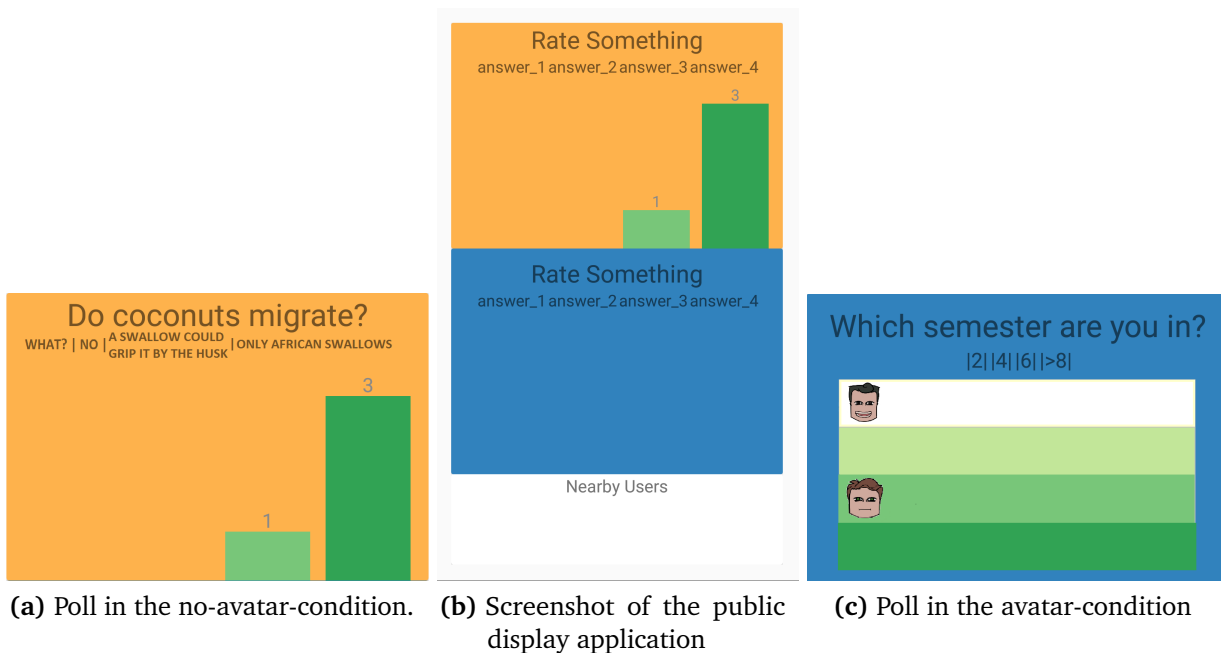 Do coconuts migrate?
WHAT? | NO | A SWALLOW COULD GRIP IT BY THE HUSK | ONLY AFRICAN SWALLOWS
3
1
(a) Poll in the no-avatar-condition.
Rate Something
answer_1 answer_2 answer_3 answer_4
3
1
Rate Something
answer_1 answer_2 answer_3 answer_4
Nearby Users
(b) Screenshot of the public
display application
Which semester are you in?
|2||4||6||>8|
(c) Poll in the avatar-condition